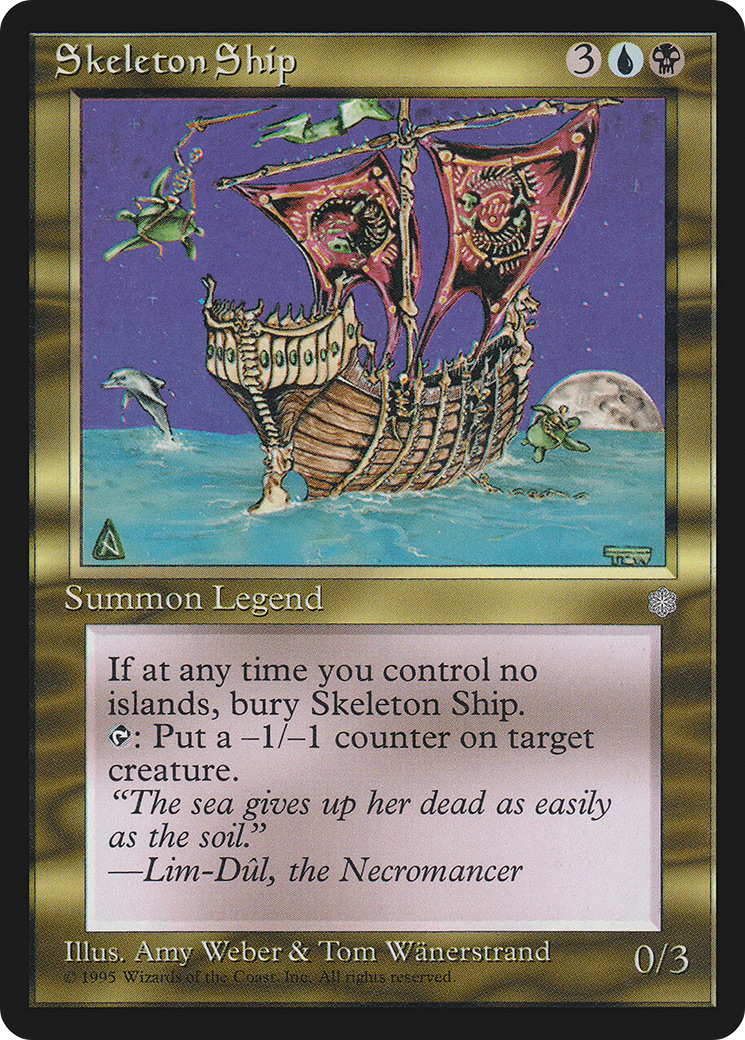 Skeleton Ship 3
TCW
Summon Legend
If at any time you control no
islands, bury Skeleton Ship.
: Put a –1/–1 counter on target
creature.
“The sea gives up her dead as easily
as the soil.”
—Lim-Dûl, the Necromancer
Illus. Amy Weber & Tom Wänerstrand
© 1995 Wizards of the Coast, Inc. All rights reserved.
0/3